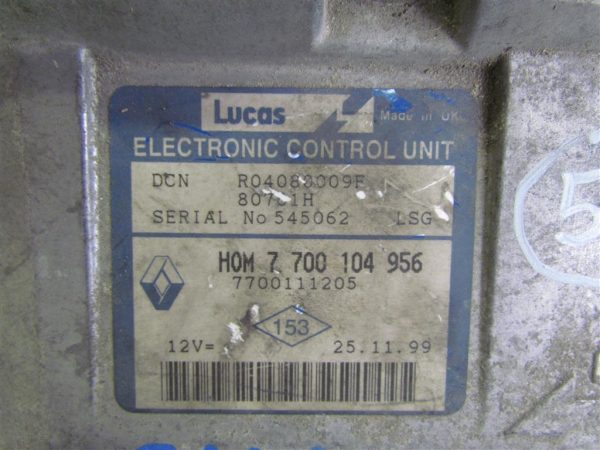 Lucas Made in UK
ELECTRONIC CONTROL UNIT
DCN
SERIAL No 545062 LSG
HOM 7 700 104 956
7700111205
153
12V= 25.11.99
5